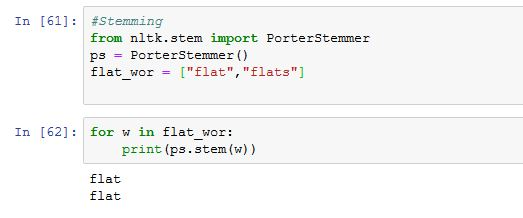 In [61]: #Stemming
from nltk.stem import PorterStemmer
ps = PorterStemmer()
flat_wor = ["flat","flats"]
In [62]: for w in flat_wor:
    print(ps.stem(w))
flat
flat